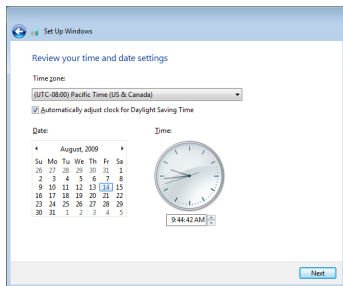 Set Up Windows
Review your time and date settings
Time zone:
(UTC-08:00) Pacific Time (US & Canada)
Automatically adjust clock for Daylight Saving Time
Date: Time:
August, 2009
Su Mo Tu We Th Fr Sa
26 27 28 29 30 31 1
2 3 4 5 6 7 8
9 10 11 12 13 14 15
16 17 18 19 20 21 22
23 24 25 26 27 28 29
30 31 1 2 3 4 5
9:44:42 AM
Next